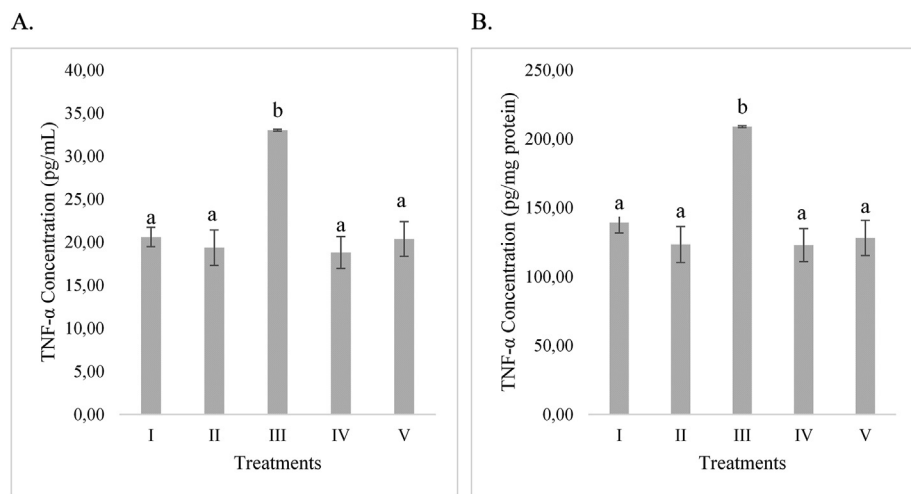 A.
TNF-α Concentration (pg/mL)
40,00
35,00
30,00
25,00
20,00
15,00
10,00
5,00
0,00
a
a
b
a
a
I II III IV V
Treatments
B.
TNF-α Concentration (pg/mg protein)
250,00
200,00
150,00
100,00
50,00
0,00
a
a
b
a
a
I II III IV V
Treatments